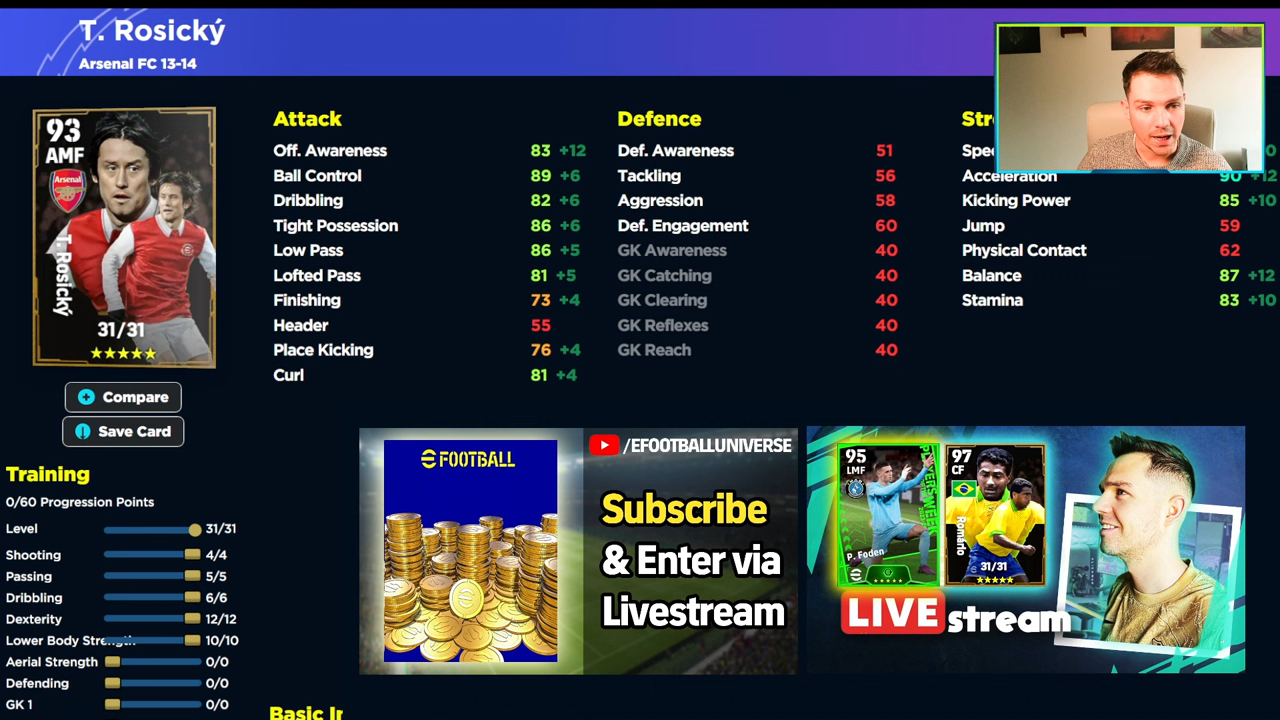 T. Rosický
Arsenal FC 13-14
93
AMF
Arsenal
T. Rosický
31/31
Compare
Save Card
Attack
Off. Awareness 83 +12
Ball Control 89 +6
Dribbling 82 +6
Tight Possession 86 +6
Low Pass 86 +5
Lofted Pass 81 +5
Finishing 73 +4
Header 55
Place Kicking 76 +4
Curl 81 +4
Defence
Def. Awareness 51
Tackling 56
Aggression 58
Def. Engagement 60
GK Awareness 40
GK Catching 40
GK Clearing 40
GK Reflexes 40
GK Reach 40
Acceleration 90 +12
Kicking Power 85 +10
Jump 59
Physical Contact 62
Balance 87 +12
Stamina 83 +10
Training
0/60 Progression Points
Level 31/31
Shooting 4/4
Passing 5/5
Dribbling 6/6
Dexterity 12/12
Lower Body Strength 10/10
Aerial Strength 0/0
Defending 0/0
GK 1 0/0
eFOOTBALL
/EFOOTBALLUNIVERSE
Subscribe
& Enter via
Livestream
95
LMF
P. Foden
97
CF
Romário
31/31
LIVE stream